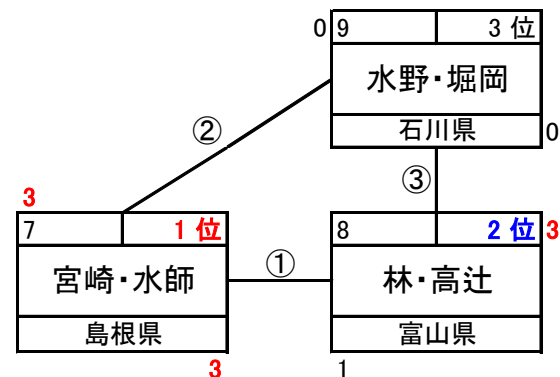 0 9 3 位
水野・堀岡
石川県 0
②
③
3
7 1 位
宮崎・水師
島根県
3
①
8 2 位 3
林・高辻
富山県
1